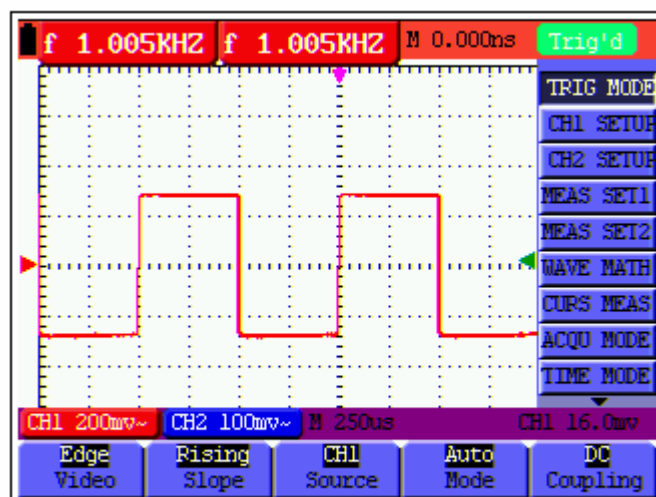 f 1.005KHZ f 1.005KHZ M 0.000ns Trig'd
TRIG MODE
CH1 SETUP
CH2 SETUP
MEAS SET1
MEAS SET2
WAVE MATH
CURS MEAS
ACQU MODE
TIME MODE
CH1 200mv~ CH2 100mv~ M 250us CH1 16.0mv
Edge Rising CH1 Auto DC
Video Slope Source Mode Coupling